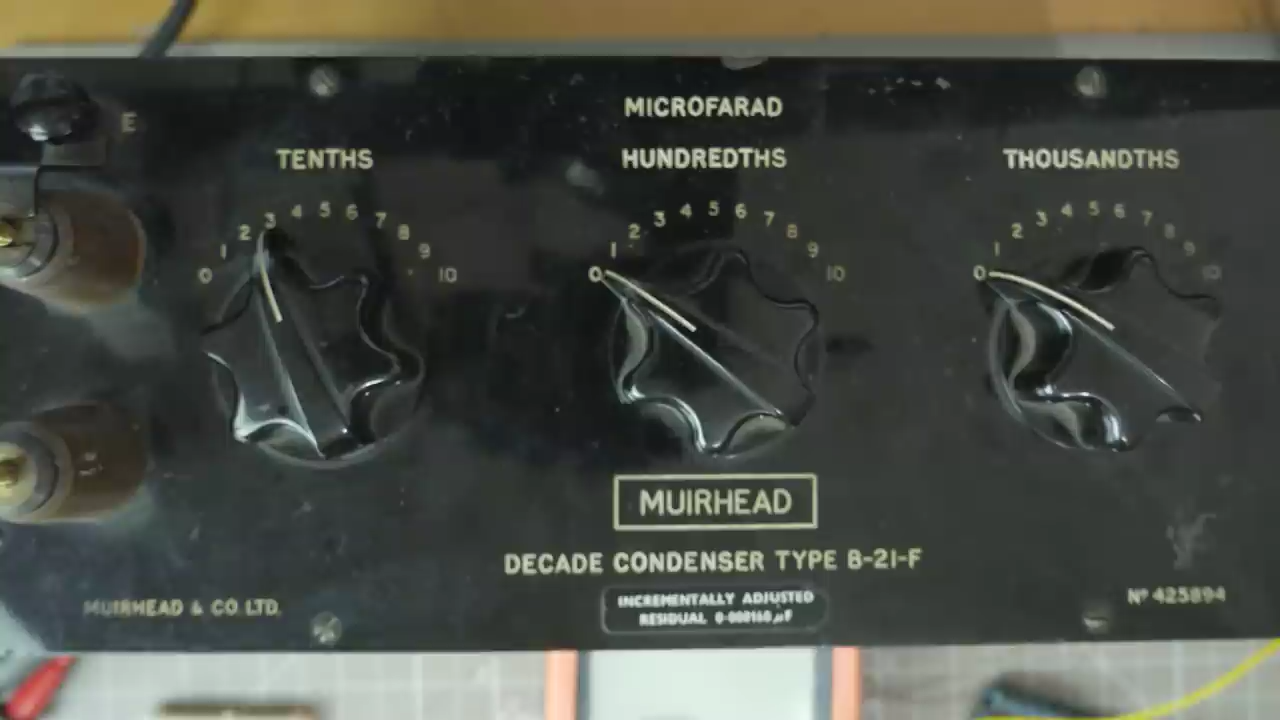 E
MICROFARAD
TENTHS
HUNDREDTHS
THOUSANDTHS
0 1 2 3 4 5 6 7 8 9 10
0 1 2 3 4 5 6 7 8 9 10
0 1 2 3 4 5 6 7 8 9 10
MUIRHEAD
DECADE CONDENSER TYPE B-21-F
INCREMENTALLY ADJUSTED
RESIDUAL μF
MUIRHEAD & CO. LTD.
Nº 425894